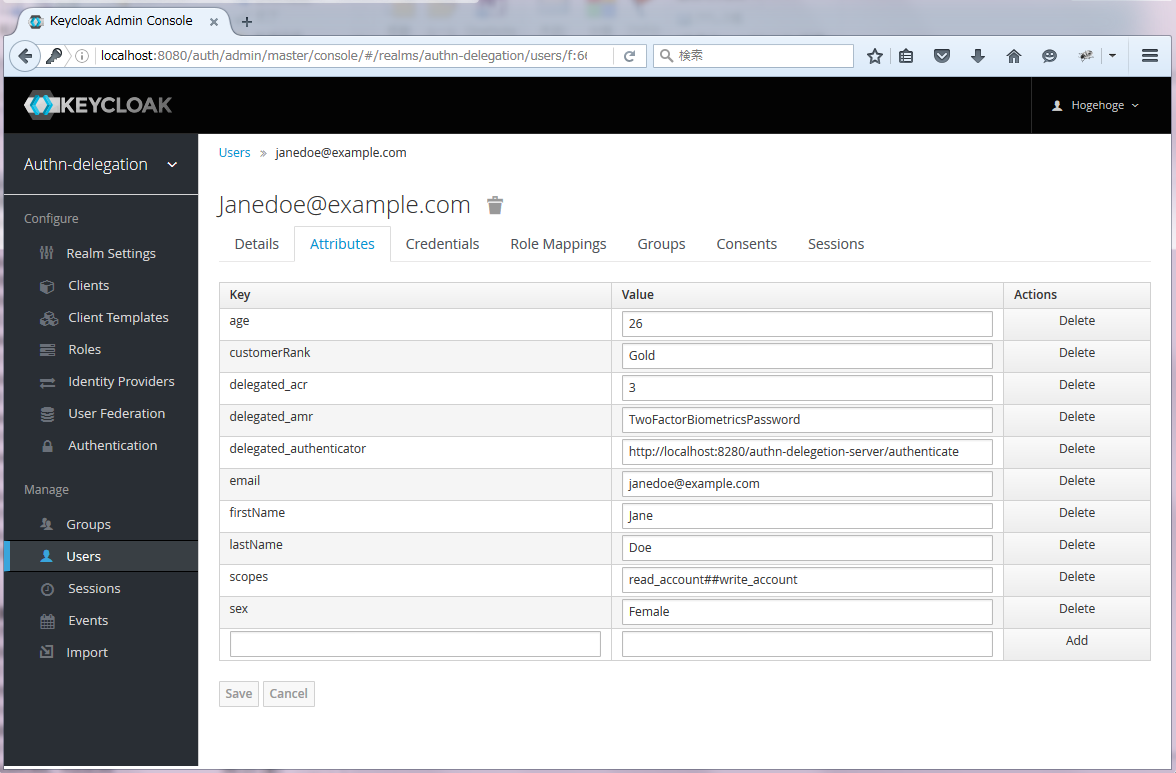 Keycloak Admin Console
localhost:8080/auth/admin/master/console/#/realms/authn-delegation/users/f:66
検索
KEYCLOAK
Hogehoge
Authn-delegation
Configure
Realm Settings
Clients
Client Templates
Roles
Identity Providers
User Federation
Authentication
Manage
Groups
Users
Sessions
Events
Import
Users » janedoe@example.com
Janedoe@example.com
Details Attributes Credentials Role Mappings Groups Consents Sessions
Key Value Actions
age 26 Delete
customerRank Gold Delete
delegated_acr 3 Delete
delegated_amr TwoFactorBiometricsPassword Delete
delegated_authenticator http://localhost:8280/authn-delegetion-server/authenticate Delete
email janedoe@example.com Delete
firstName Jane Delete
lastName Doe Delete
scopes read_account##write_account Delete
sex Female Delete
Add
Save Cancel